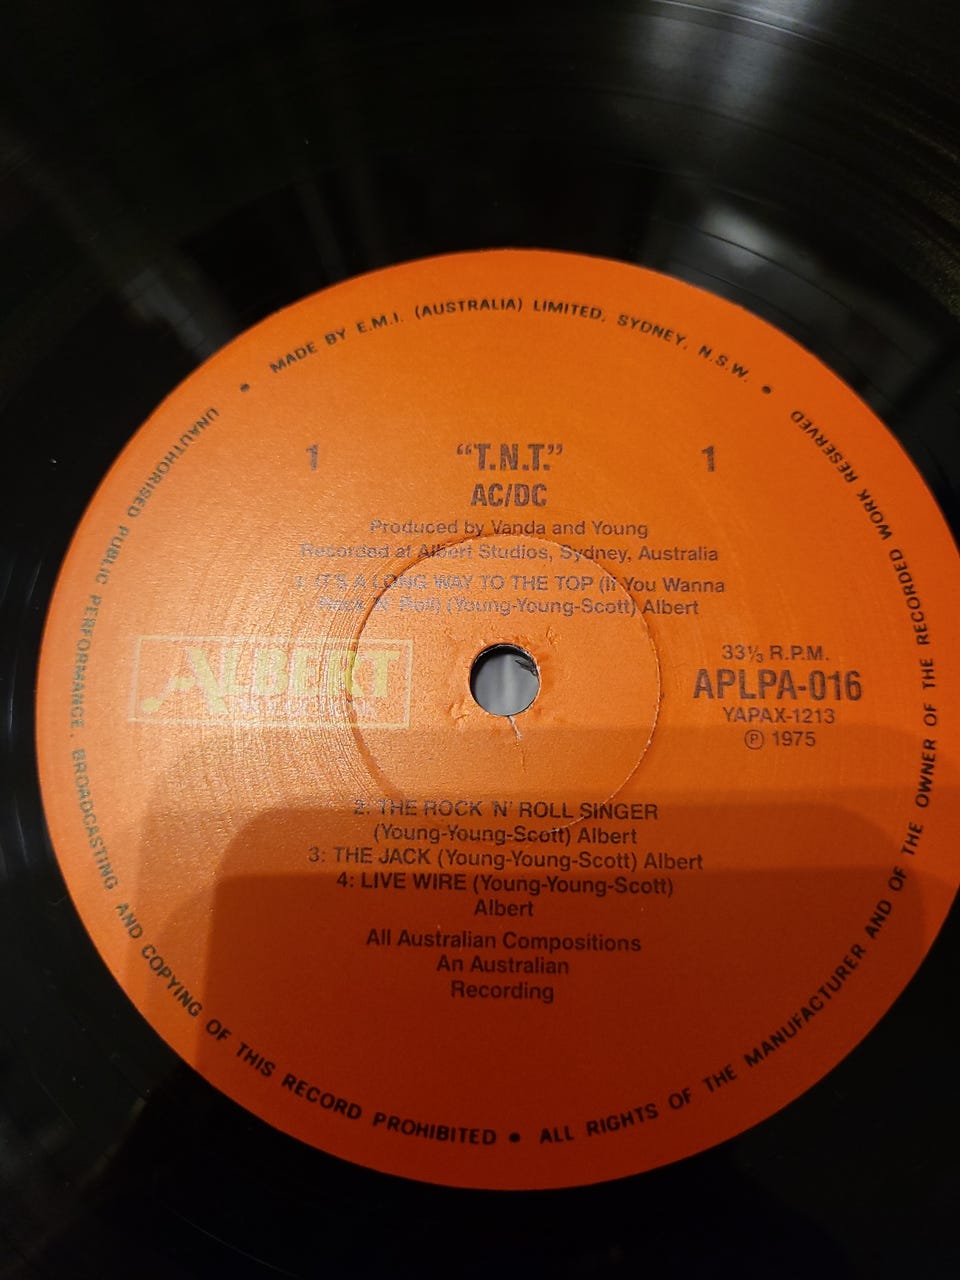 MADE BY E.M.I. (AUSTRALIA) LIMITED, SYDNEY, N.S.W.
1 “T.N.T.” 1
AC/DC
Produced by Vanda and Young
Recorded at Albert Studios, Sydney, Australia
1. IT'S A LONG WAY TO THE TOP (If You Wanna
Rock 'N' Roll) (Young-Young-Scott) Albert
ALBERT
PRODUCTIONS
33⅓ R.P.M.
APLPA-016
YAPAX-1213
Ⓟ 1975
2. THE ROCK 'N' ROLL SINGER
(Young-Young-Scott) Albert
3: THE JACK (Young-Young-Scott) Albert
4: LIVE WIRE (Young-Young-Scott)
Albert
All Australian Compositions
An Australian
Recording
UNAUTHORISED PUBLIC PERFORMANCE, BROADCASTING AND COPYING OF THIS RECORD PROHIBITED • ALL RIGHTS OF THE MANUFACTURER AND OF THE OWNER OF THE RECORDED WORK RESERVED